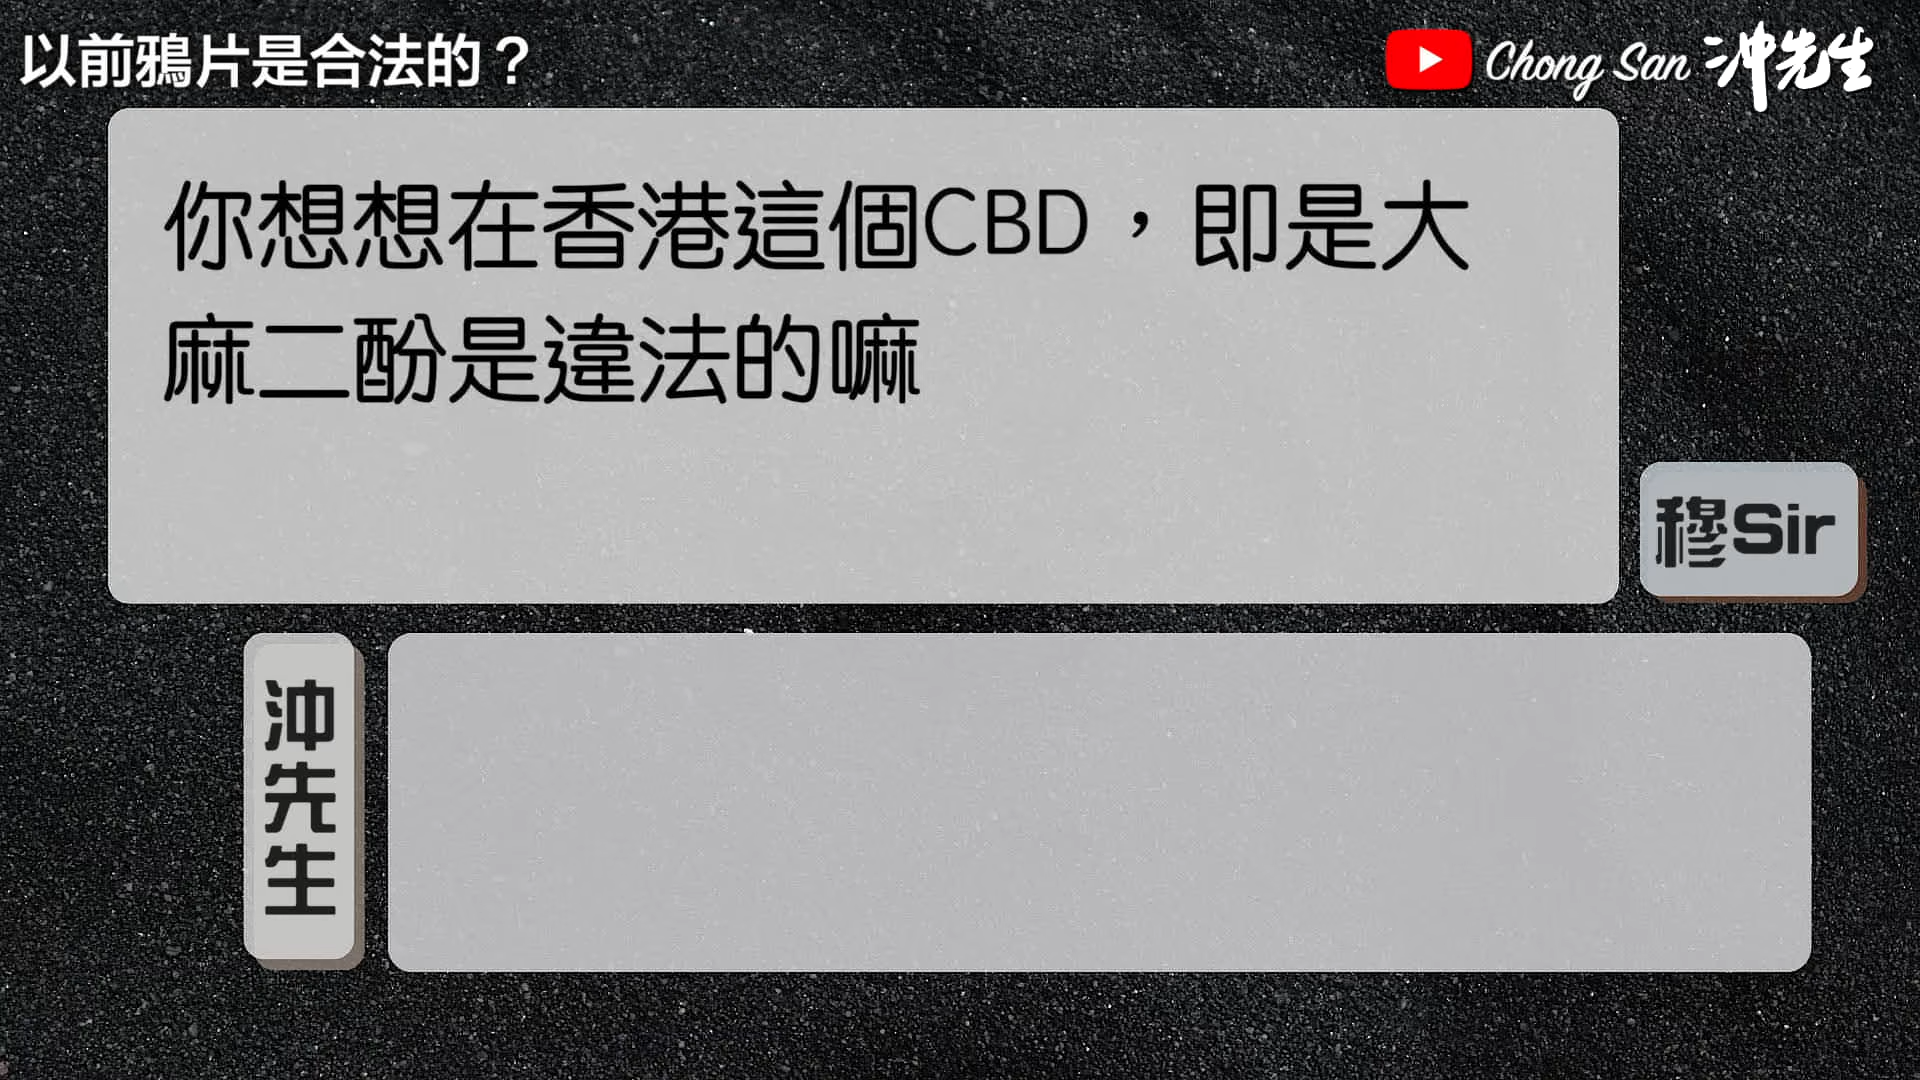 以前鴉片是合法的？
Chong San 沖先生
你想想在香港這個CBD，即是大
麻二酚是違法的嘛
穆Sir
沖先生